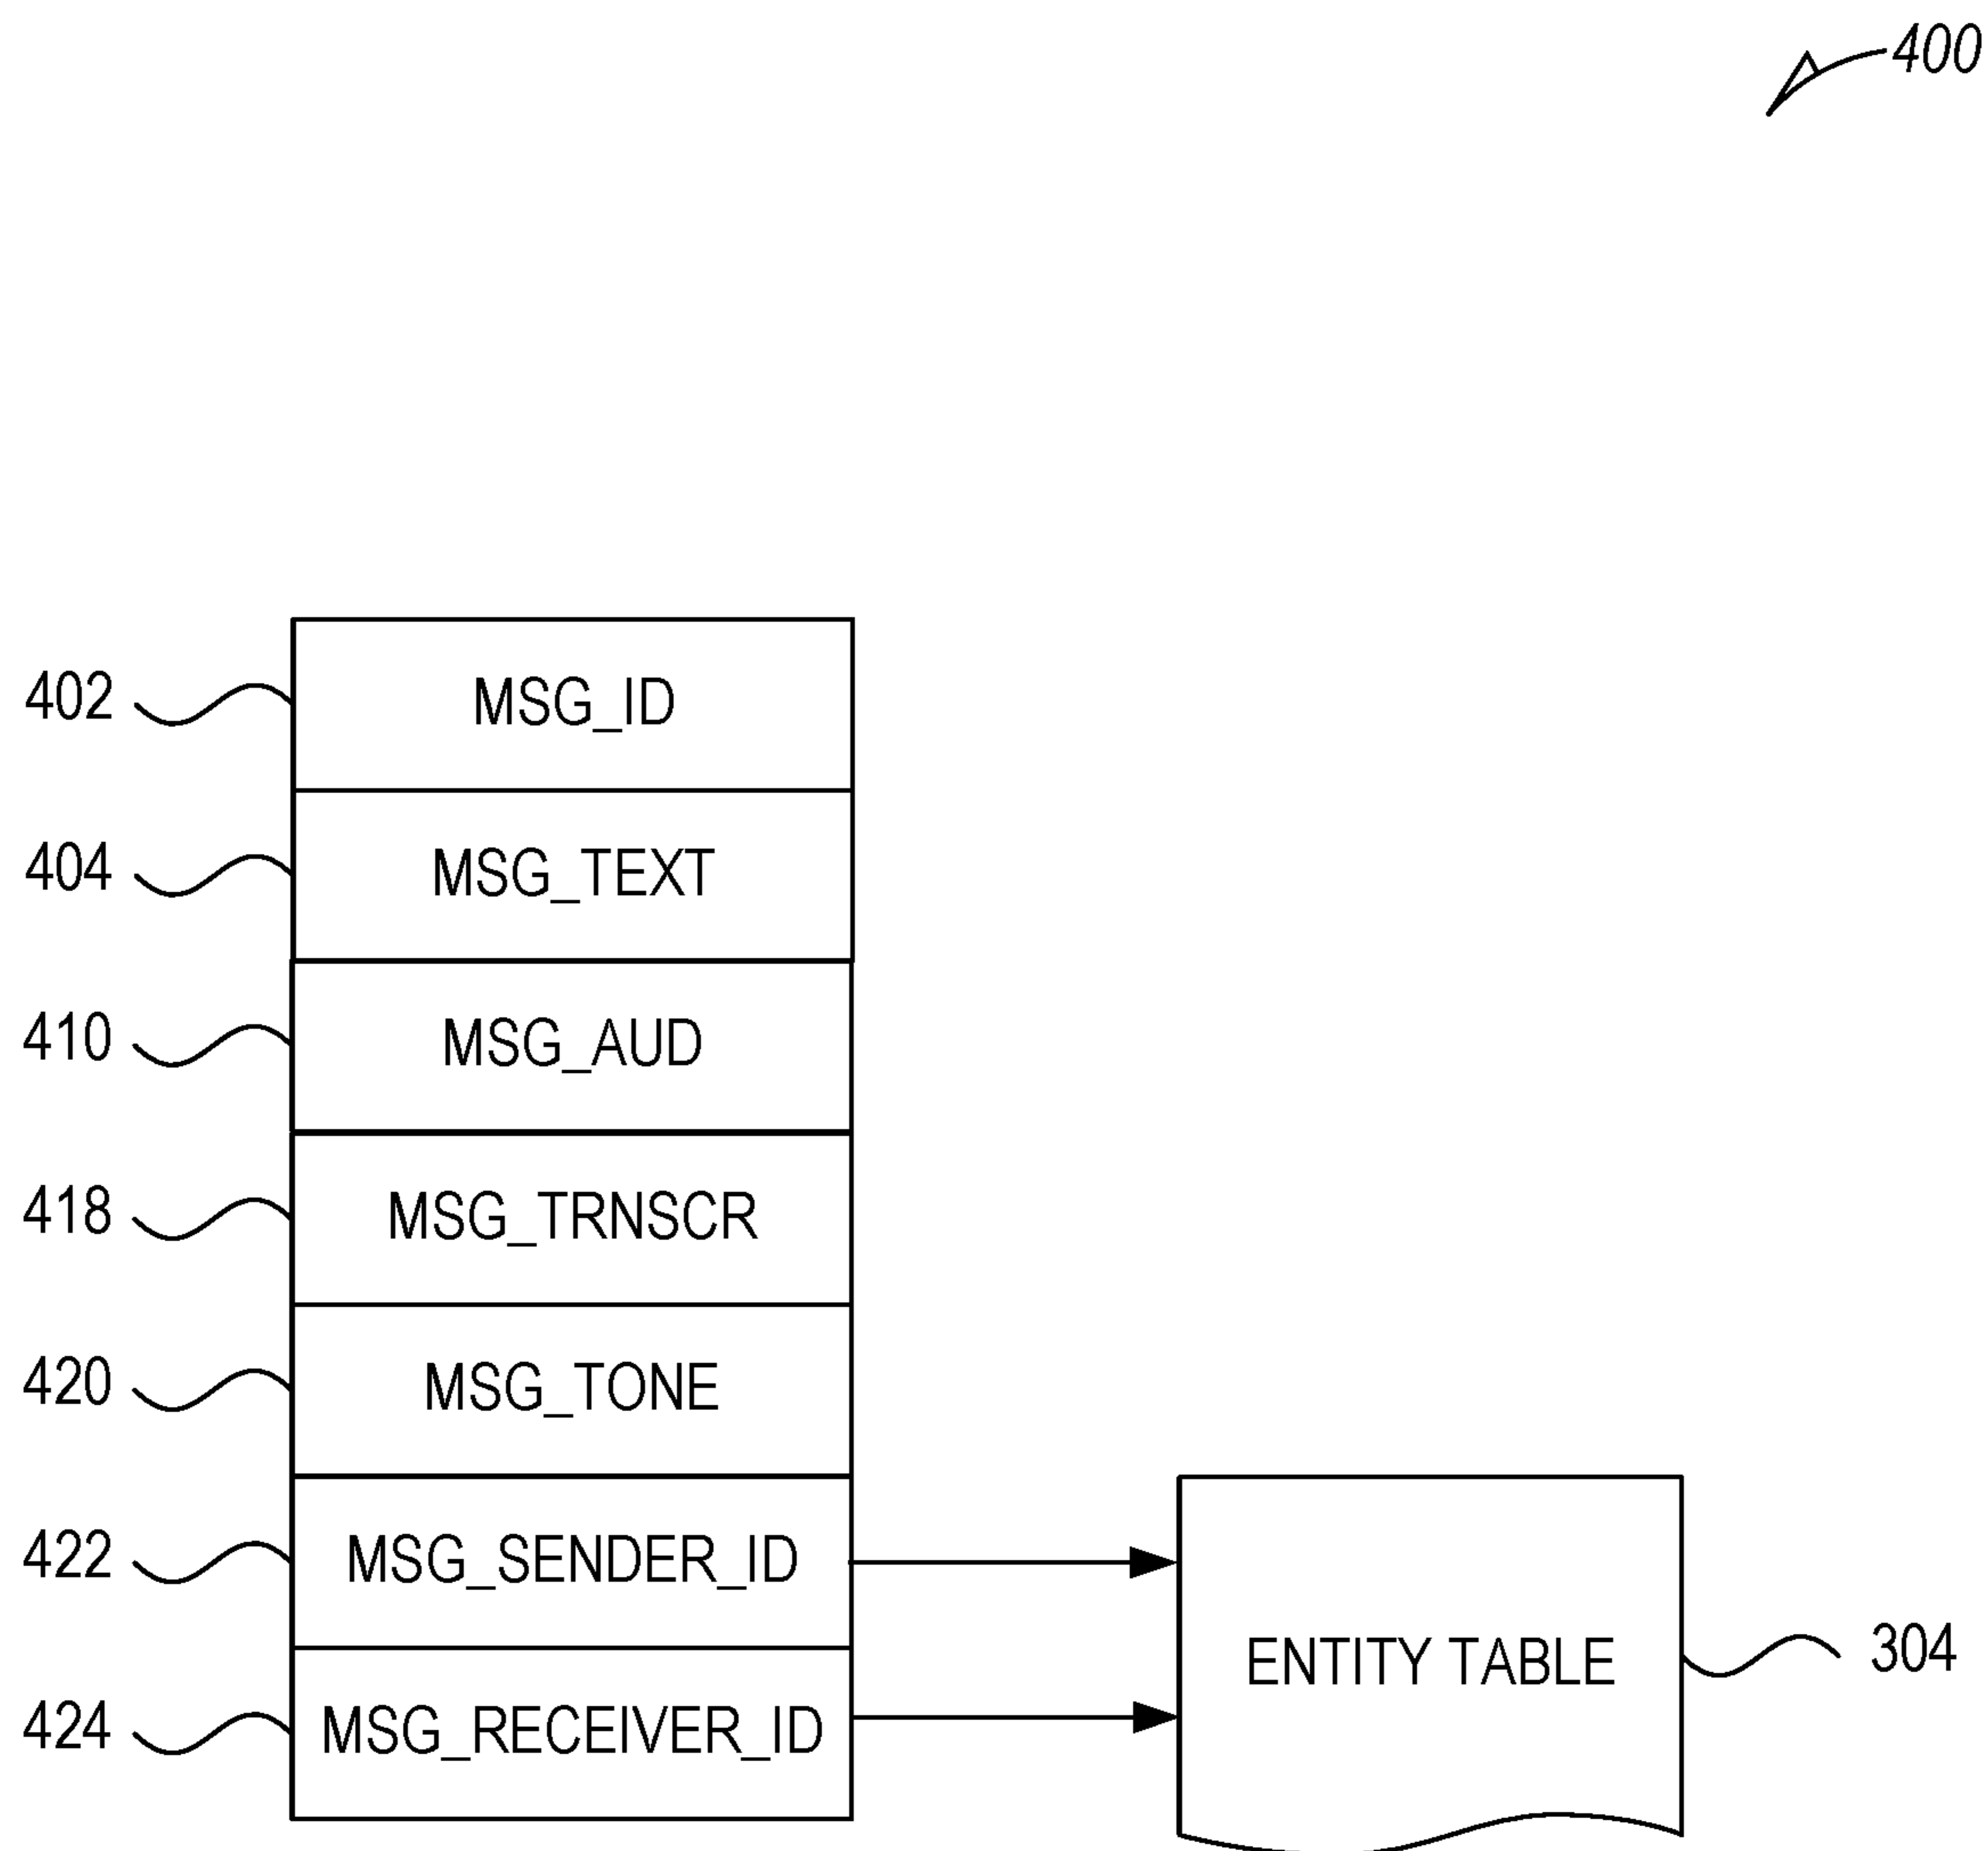 400
402 MSG_ID
404 MSG_TEXT
410 MSG_AUD
418 MSG_TRNSCR
420 MSG_TONE
422 MSG_SENDER_ID
ENTITY TABLE 304
424 MSG_RECEIVER_ID